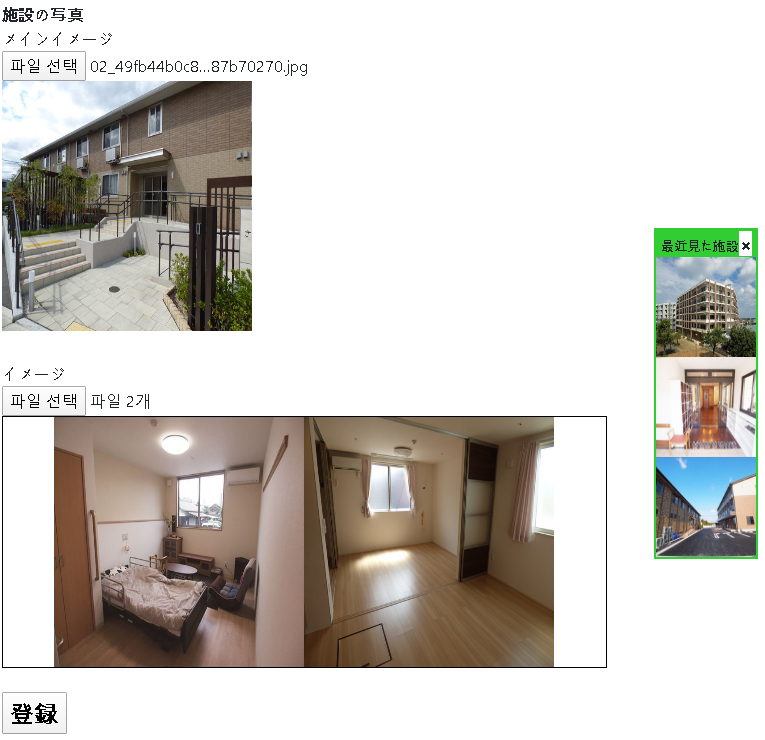 施設の写真
メインイメージ
파일 선택 02_49fb44b0c8...87b70270.jpg
最近見た施設 ×
イメージ
파일 선택 파일 2개
登録